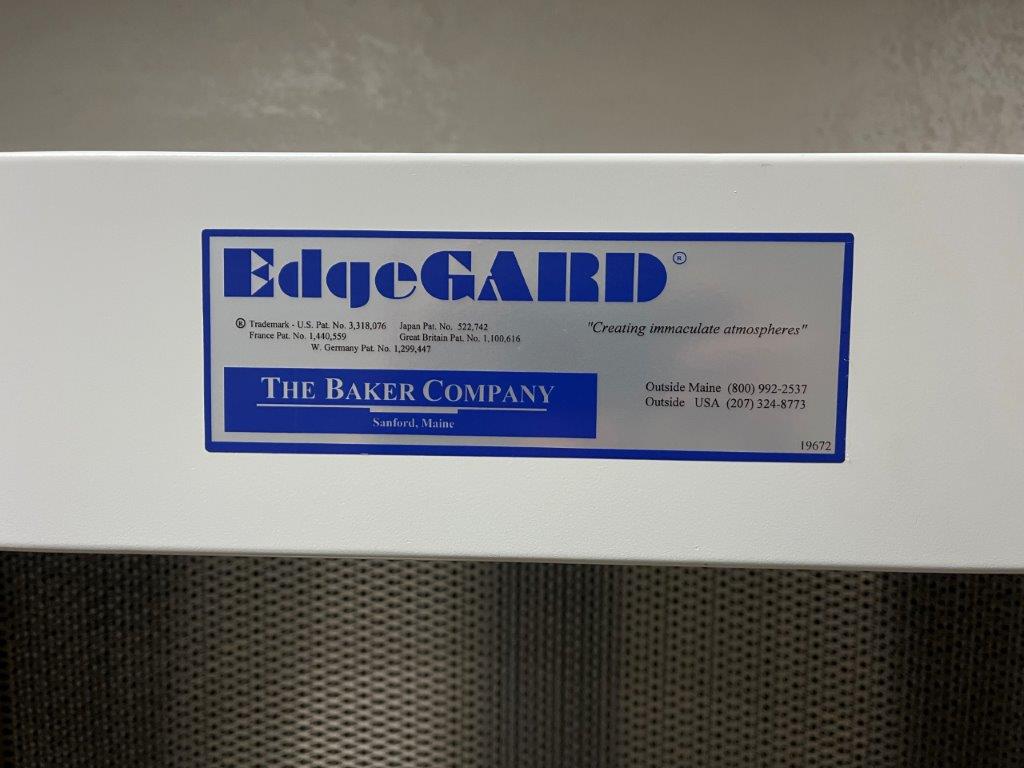 EdgeGARD®
® Trademark - U.S. Pat. No. 3,318,076 Japan Pat. No. 522,742
France Pat. No. 1,440,559 Great Britain Pat. No. 1,100,616
W. Germany Pat. No. 1,299,447
"Creating immaculate atmospheres"
THE BAKER COMPANY
Sanford, Maine
Outside Maine (800) 992-2537
Outside USA (207) 324-8773
19672